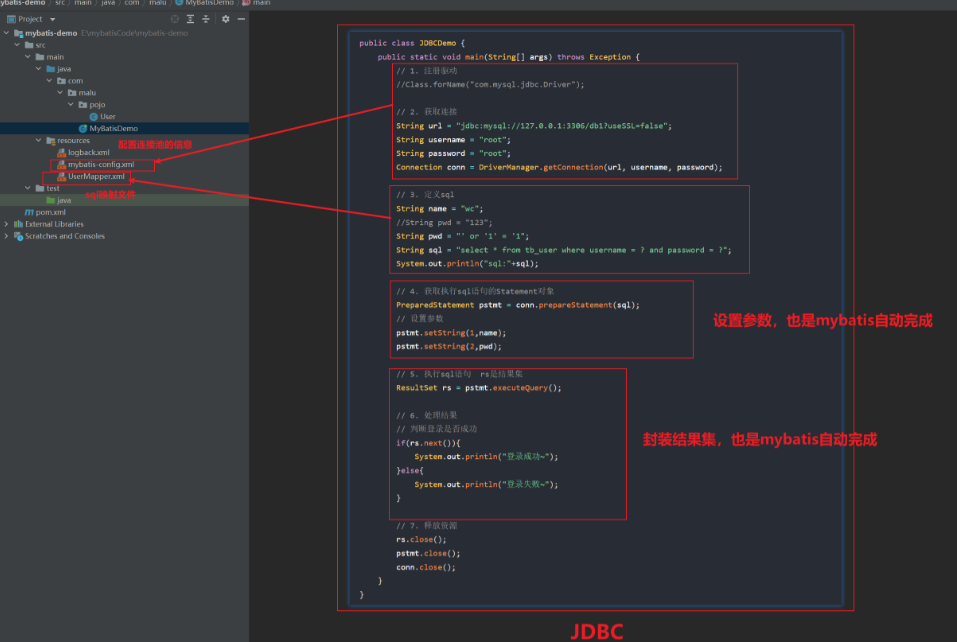 mybatis-demo src main java com malu MyBatisDemo main
Project
mybatis-demo E:\mybatisCode\mybatis-demo
src
main
java
com
malu
pojo
User
MyBatisDemo
resources
logback.xml
mybatis-config.xml
UserMapper.xml
test
java
pom.xml
External Libraries
Scratches and Consoles
配置连接池的信息
sql映射文件
public class JDBCDemo {
public static void main(String[] args) throws Exception {
// 1. 注册驱动
//Class.forName("com.mysql.jdbc.Driver");
// 2. 获取连接
String url = "jdbc:mysql://127.0.0.1:3306/db1?useSSL=false";
String username = "root";
String password = "root";
Connection conn = DriverManager.getConnection(url, username, password);
// 3. 定义sql
String name = "wc";
//String pwd = "123";
String pwd = "' or '1' = '1";
String sql = "select * from tb_user where username = ? and password = ?";
System.out.println("sql:"+sql);
// 4. 获取执行sql语句的Statement对象
PreparedStatement pstmt = conn.prepareStatement(sql);
// 设置参数
pstmt.setString(1,name);
pstmt.setString(2,pwd);
设置参数，也是mybatis自动完成
// 5. 执行sql语句 rs是结果集
ResultSet rs = pstmt.executeQuery();
// 6. 处理结果
// 判断登录是否成功
if(rs.next()){
System.out.println("登录成功~");
}else{
System.out.println("登录失败~");
}
封装结果集，也是mybatis自动完成
// 7. 释放资源
rs.close();
pstmt.close();
conn.close();
}
}
JDBC